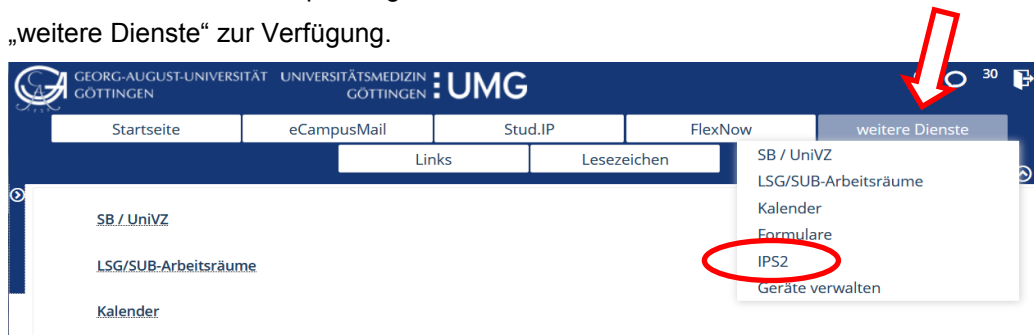 „weitere Dienste“ zur Verfügung.
GEORG-AUGUST-UNIVERSITÄT UNIVERSITÄTSMEDIZIN UMG
GÖTTINGEN GÖTTINGEN
30
Startseite eCampusMail Stud.IP FlexNow weitere Dienste
Links Lesezeichen
SB / UniVZ
LSG/SUB-Arbeitsräume
Kalender
Formulare
IPS2
Geräte verwalten
SB / UniVZ
LSG/SUB-Arbeitsräume
Kalender